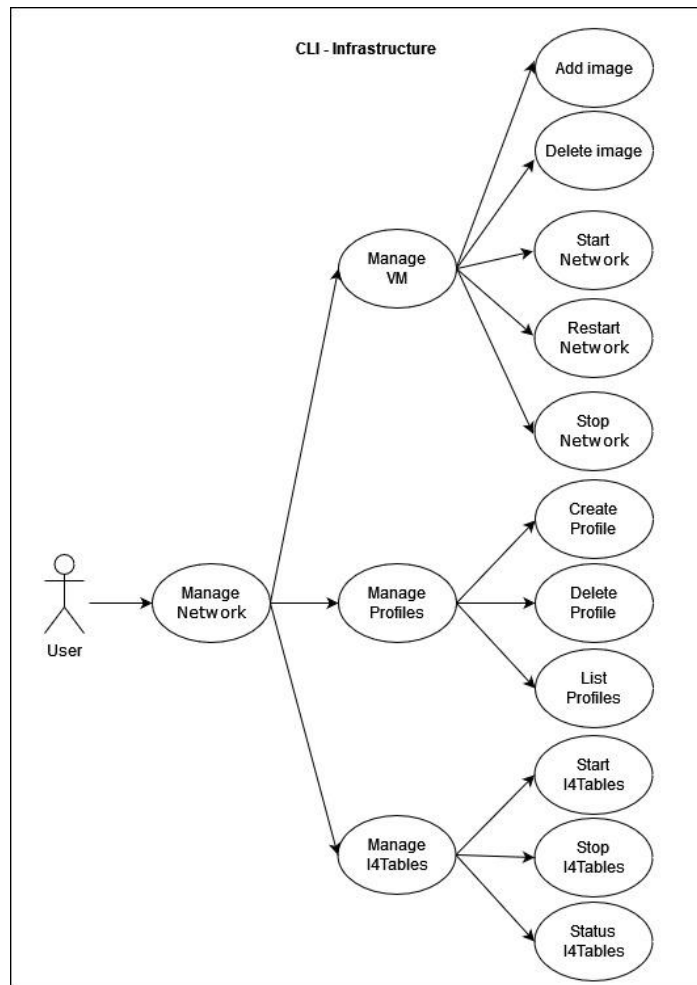 CLI - Infrastructure
Add image
Delete image
Start
Network
Manage
VM
Restart
Network
Stop
Network
Create
Profile
Manage
Network
Manage
Profiles
Delete
Profile
User
List
Profiles
Start
I4Tables
Manage
I4Tables
Stop
I4Tables
Status
I4Tables